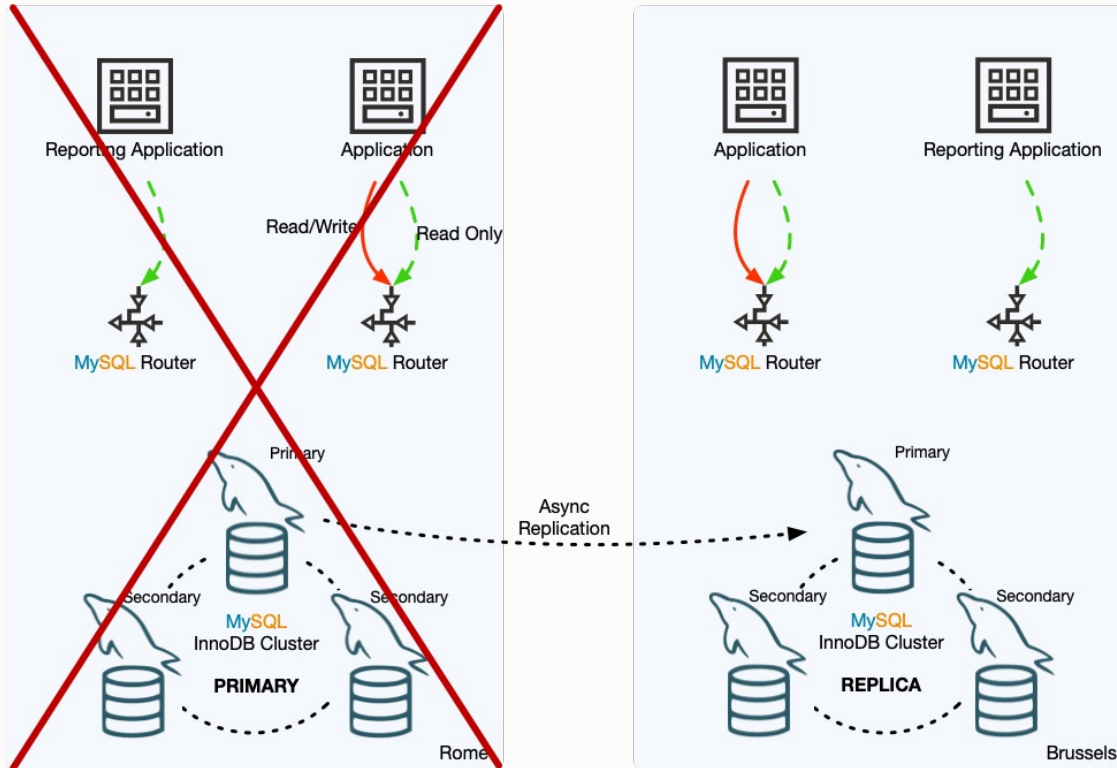 Reporting Application
Application
Read/Write
Read Only
MySQL Router
MySQL Router
Primary
Secondary
Secondary
MySQL
InnoDB Cluster
PRIMARY
Rome
Async
Replication
Application
Reporting Application
MySQL Router
MySQL Router
Primary
Secondary
Secondary
MySQL
InnoDB Cluster
REPLICA
Brussels